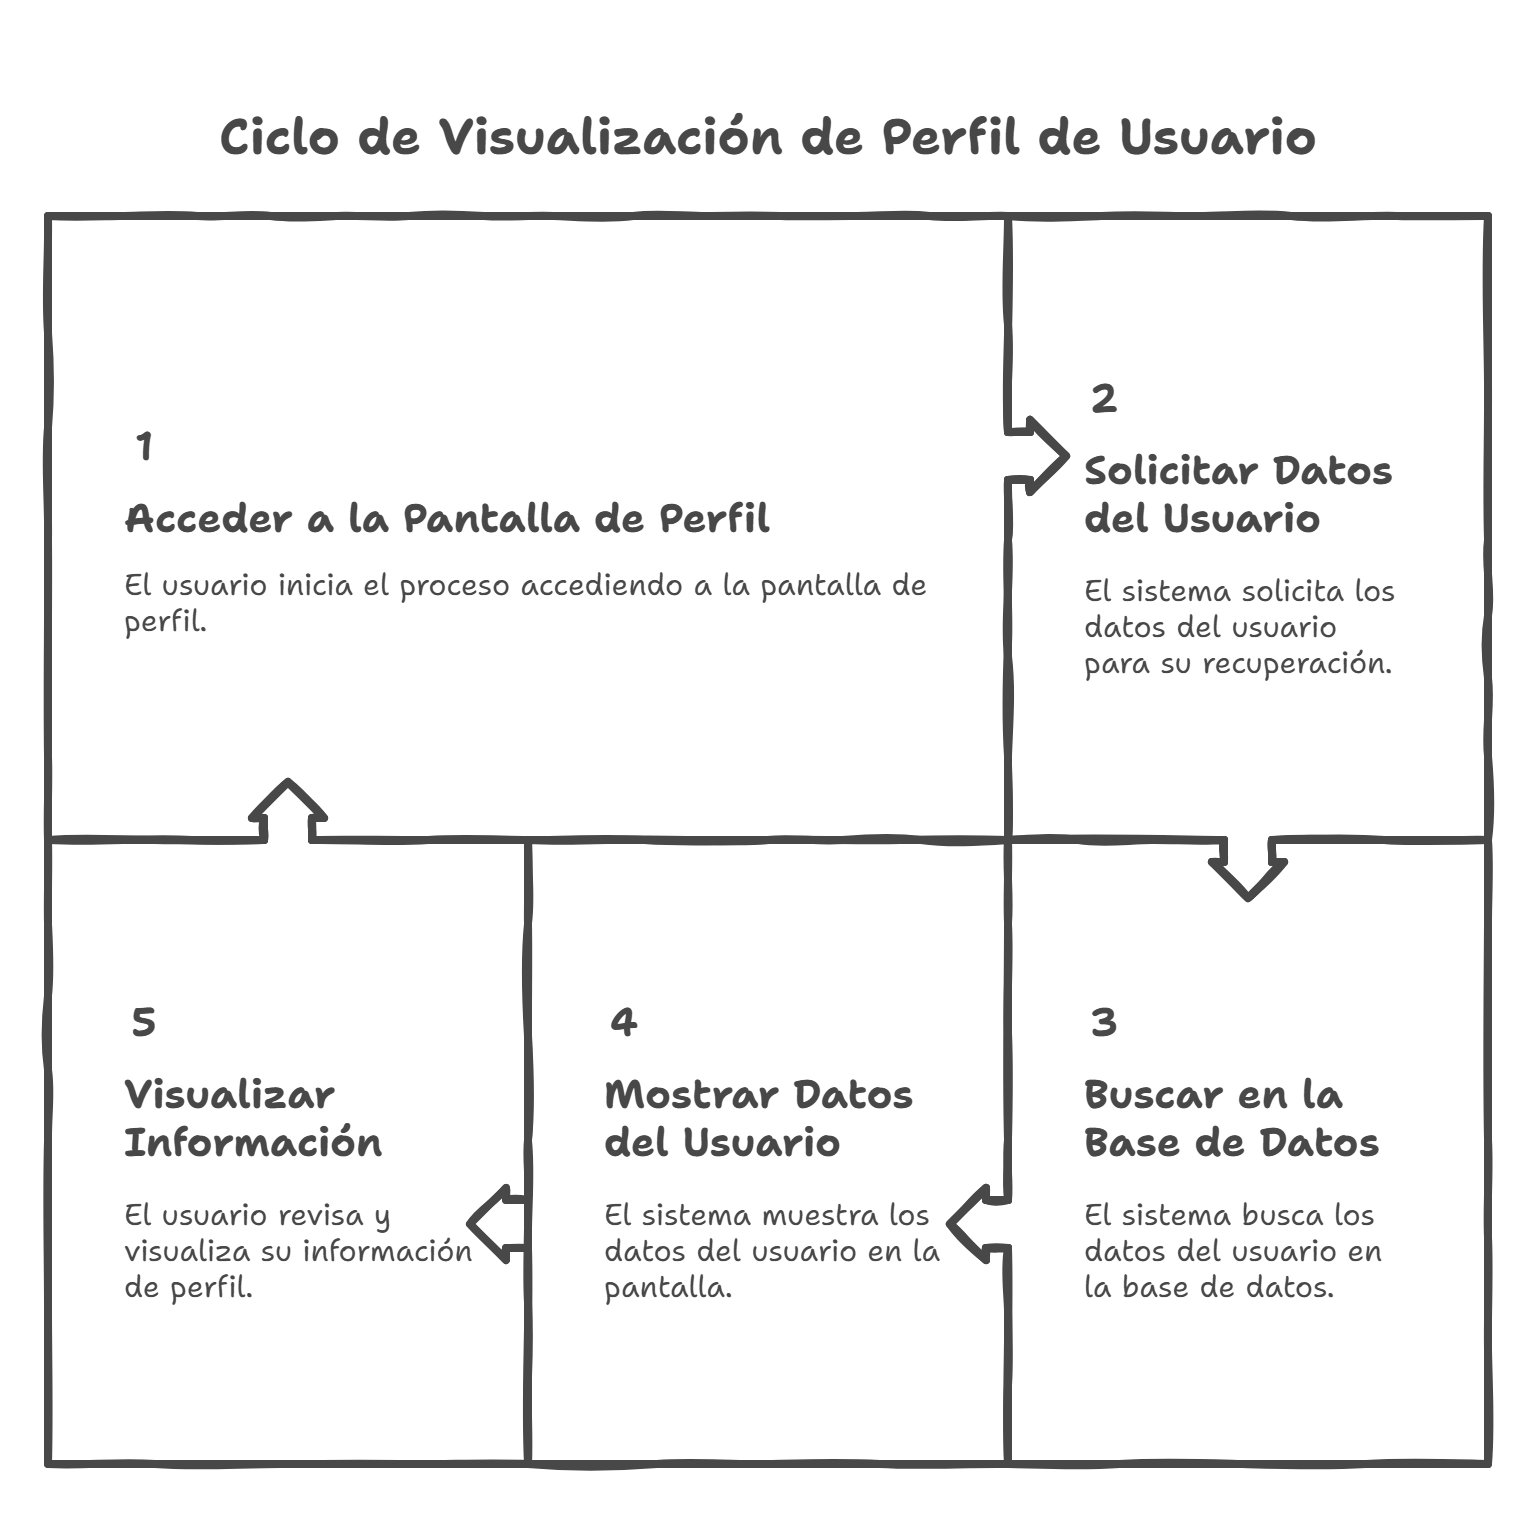 Ciclo de Visualización de Perfil de Usuario
1
Acceder a la Pantalla de Perfil
El usuario inicia el proceso accediendo a la pantalla de
perfil.
2
Solicitar Datos
del Usuario
El sistema solicita los
datos del usuario
para su recuperación.
3
Buscar en la
Base de Datos
El sistema busca los
datos del usuario en
la base de datos.
4
Mostrar Datos
del Usuario
El sistema muestra los
datos del usuario en la
pantalla.
5
Visualizar
Información
El usuario revisa y
visualiza su información
de perfil.